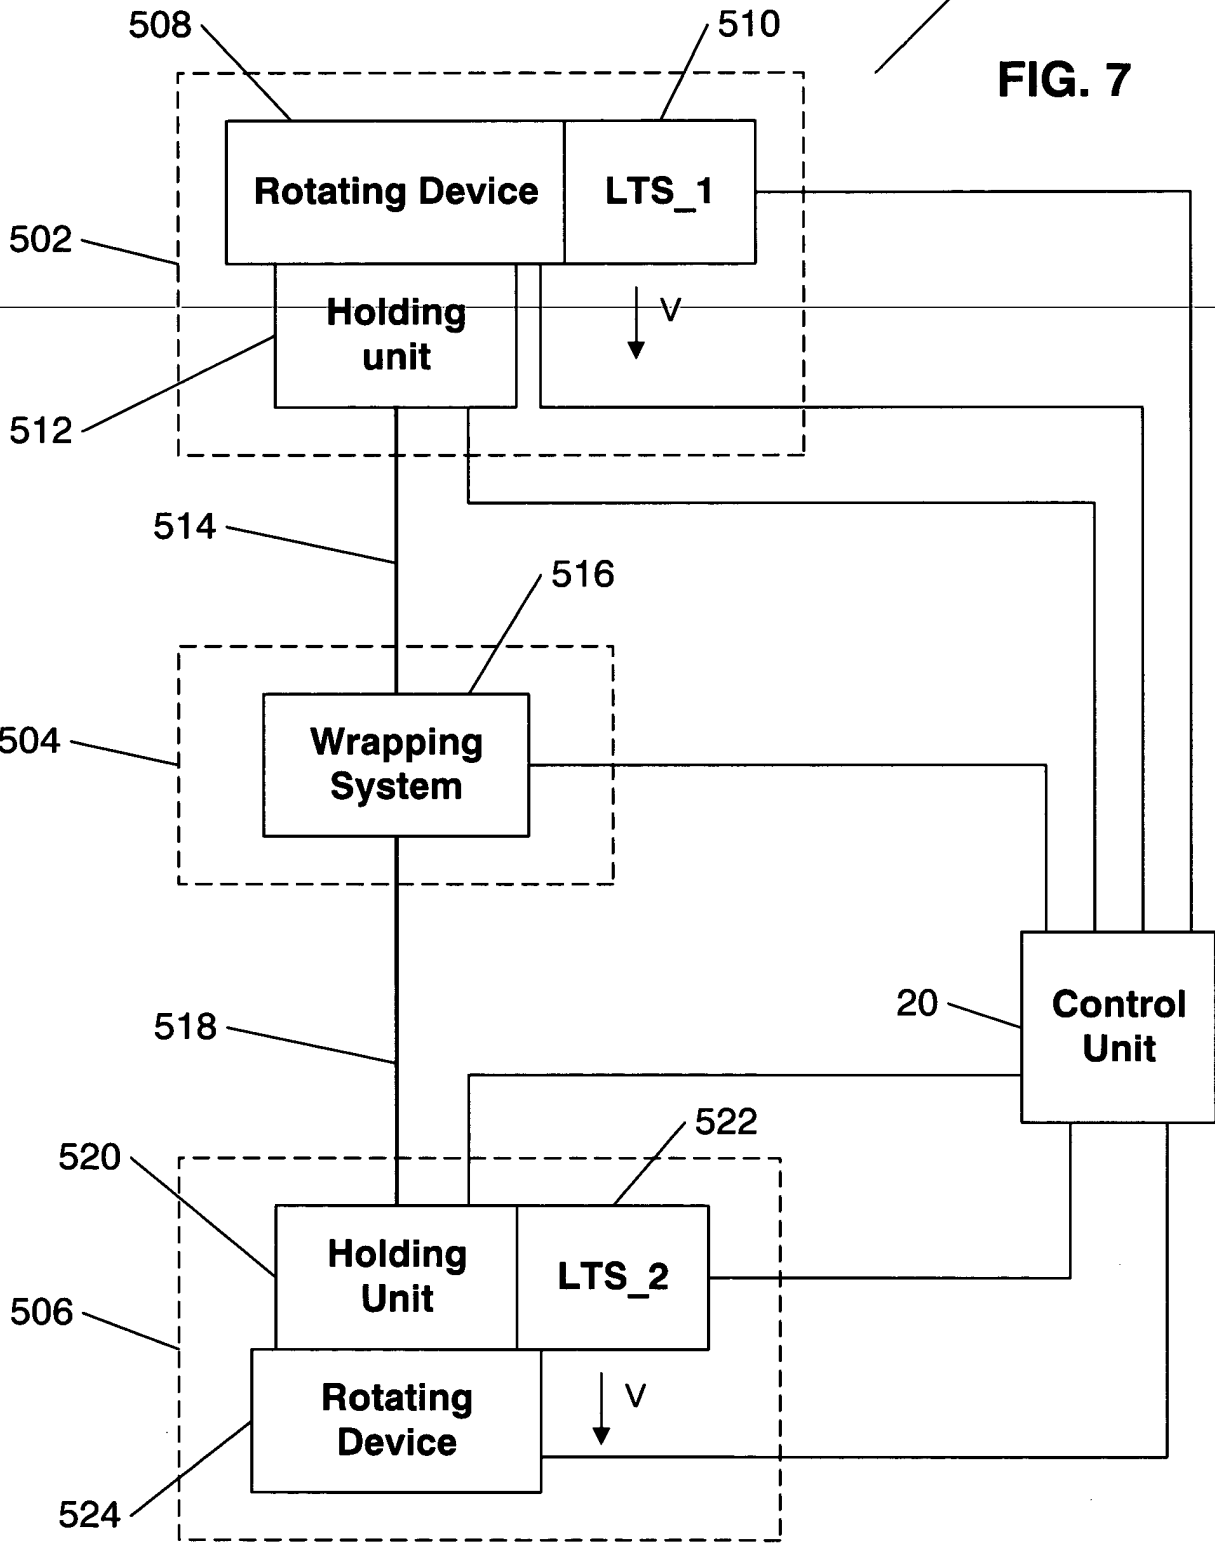 508
510
FIG. 7
Rotating Device
LTS_1
502
Holding
unit
V
512
514
516
504
Wrapping
System
20
Control
Unit
518
522
520
Holding
Unit
LTS_2
506
Rotating
Device
V
524